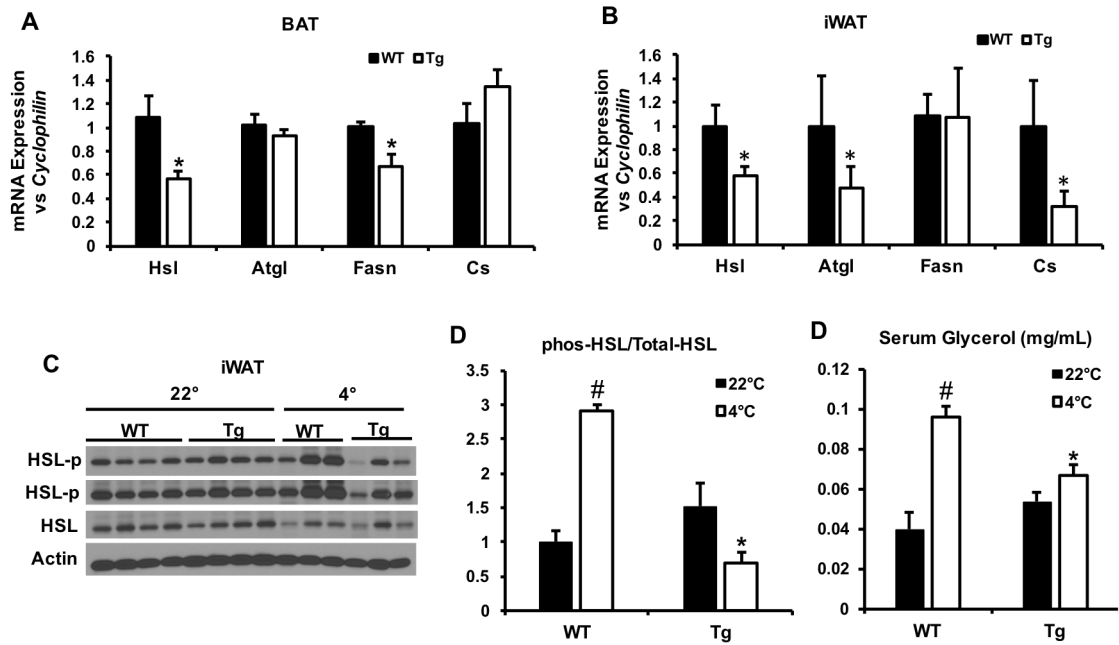 A
BAT
mRNA Expression
vs Cyclophilin
WT Tg
1.6
1.4
1.2
1
0.8
0.6
0.4
0.2
0
*
*
Hsl Atgl Fasn Cs
B
iWAT
mRNA Expression
vs Cyclophilin
WT Tg
1.6
1.4
1.2
1
0.8
0.6
0.4
0.2
0
*
*
*
Hsl Atgl Fasn Cs
C
iWAT
22° 4°
WT Tg WT Tg
HSL-p
HSL-p
HSL
Actin
D
phos-HSL/Total-HSL
22°C
4°C
3.5
3
2.5
2
1.5
1
0.5
0
#
*
WT Tg
D
Serum Glycerol (mg/mL)
22°C
4°C
0.12
0.1
0.08
0.06
0.04
0.02
0
#
*
WT Tg